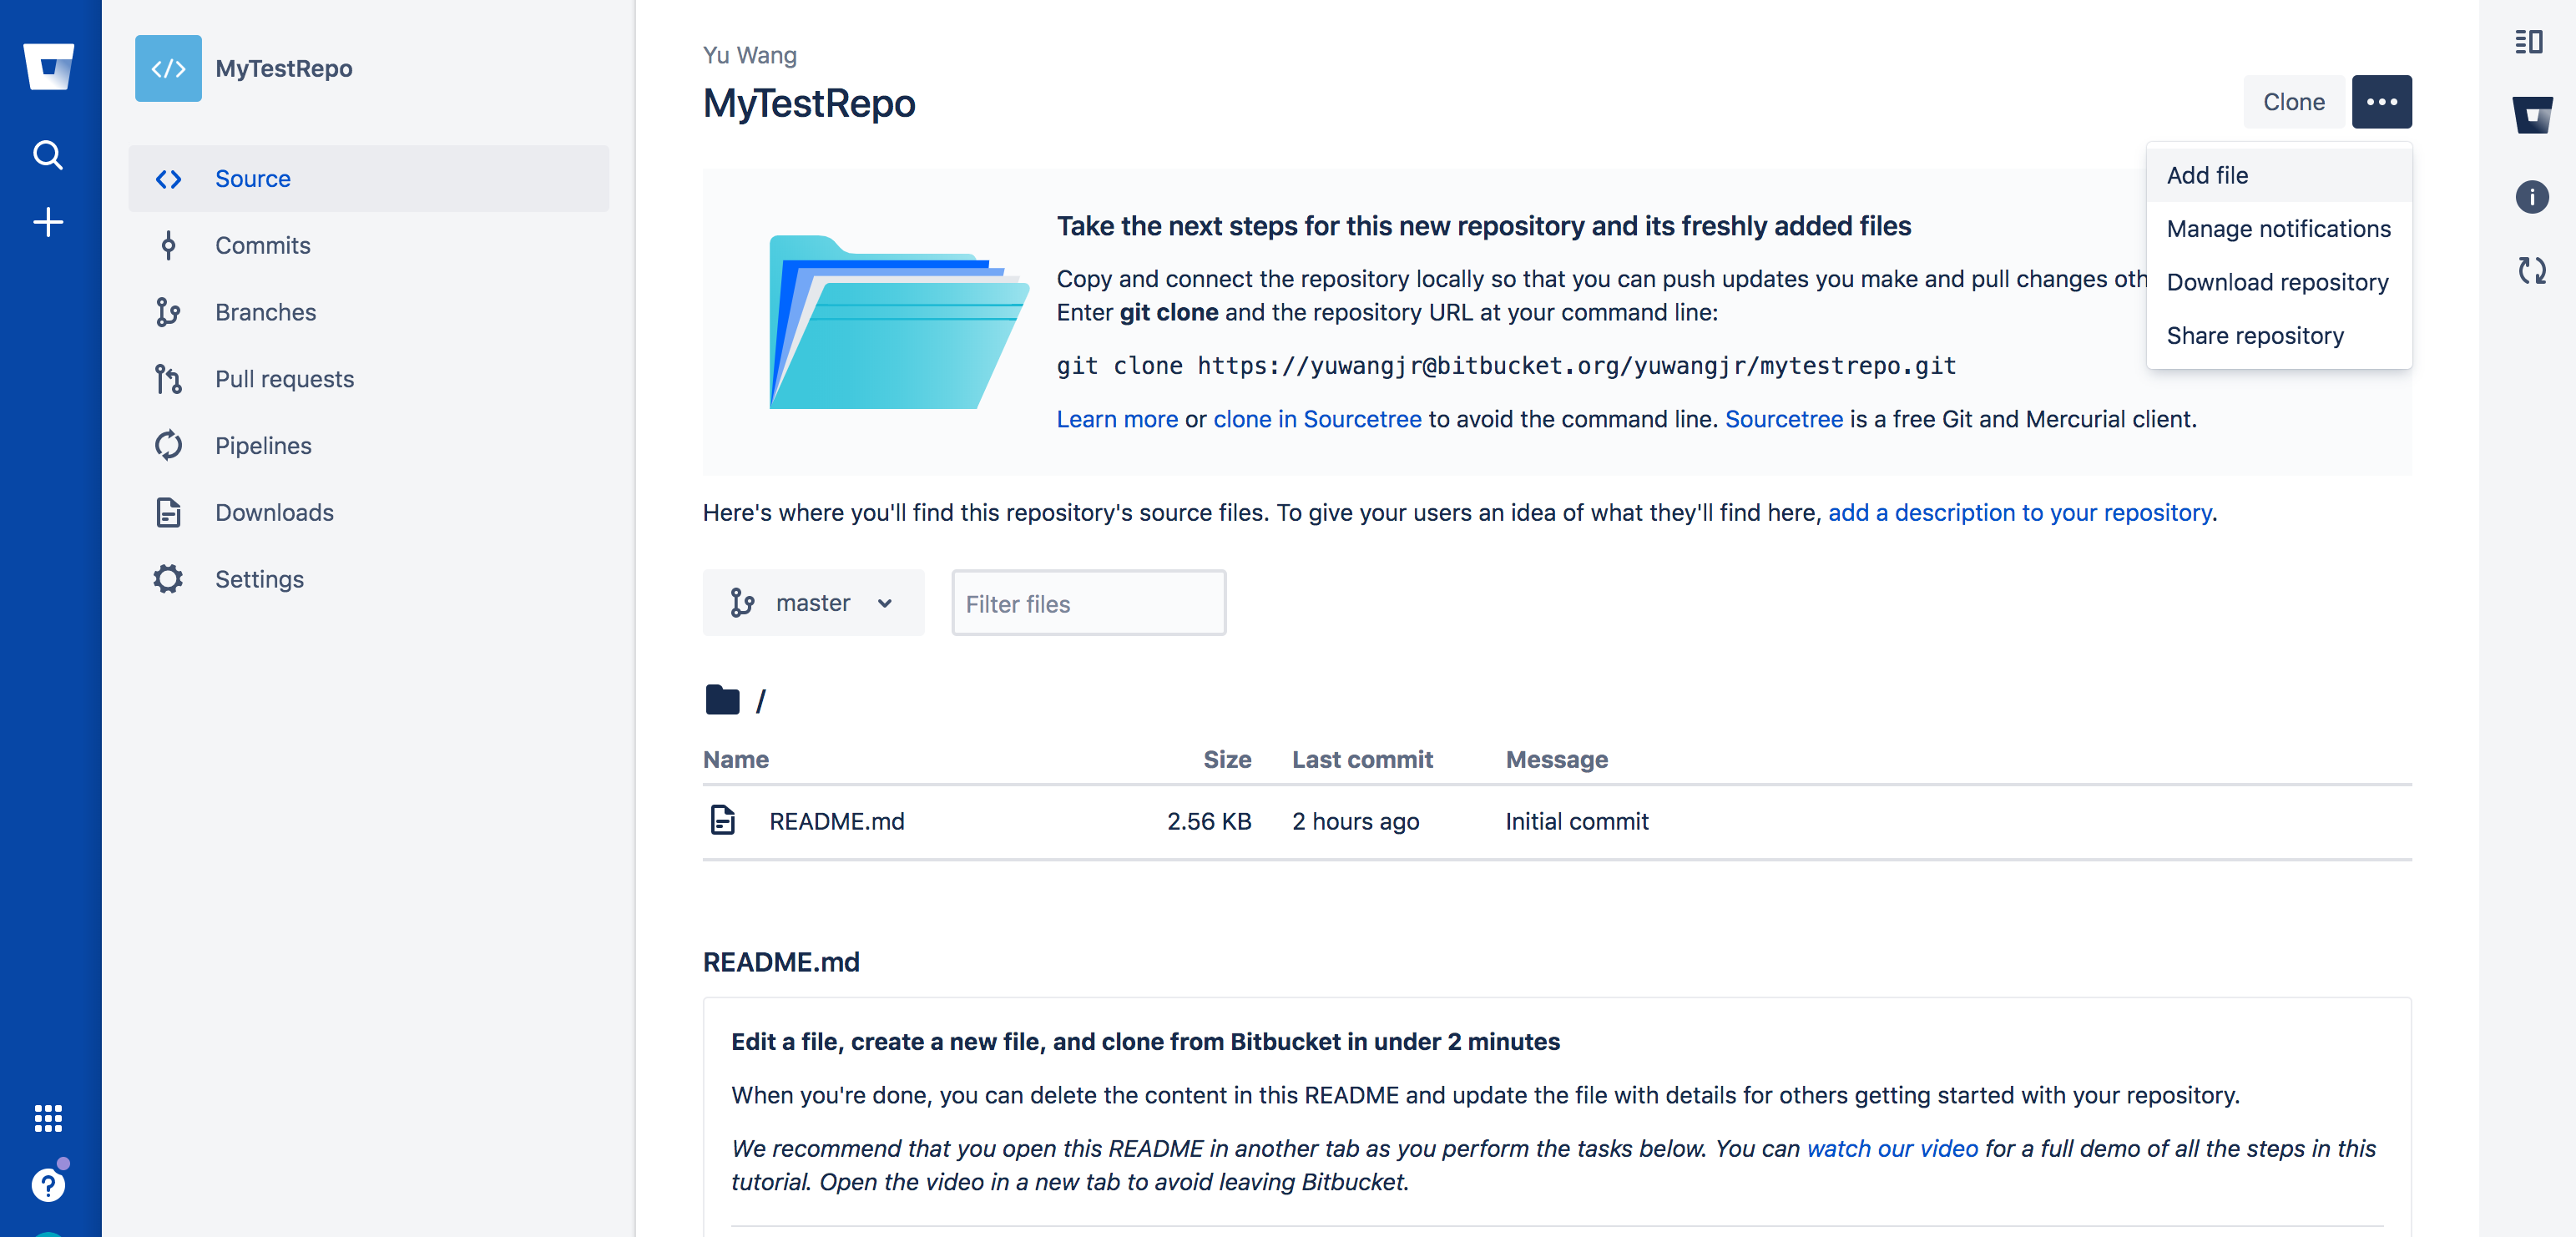 MyTestRepo
Source
Commits
Branches
Pull requests
Pipelines
Downloads
Settings
Yu Wang
MyTestRepo
Clone
Add file
Manage notifications
Download repository
Share repository
Take the next steps for this new repository and its freshly added files
Copy and connect the repository locally so that you can push updates you make and pull changes oth
Enter git clone and the repository URL at your command line:
git clone https://yuwangjr@bitbucket.org/yuwangjr/mytestrepo.git
Learn more or clone in Sourcetree to avoid the command line. Sourcetree is a free Git and Mercurial client.
Here's where you'll find this repository's source files. To give your users an idea of what they'll find here, add a description to your repository.
master
Filter files
/
Name Size Last commit Message
README.md 2.56 KB 2 hours ago Initial commit
README.md
Edit a file, create a new file, and clone from Bitbucket in under 2 minutes
When you're done, you can delete the content in this README and update the file with details for others getting started with your repository.
We recommend that you open this README in another tab as you perform the tasks below. You can watch our video for a full demo of all the steps in this
tutorial. Open the video in a new tab to avoid leaving Bitbucket.